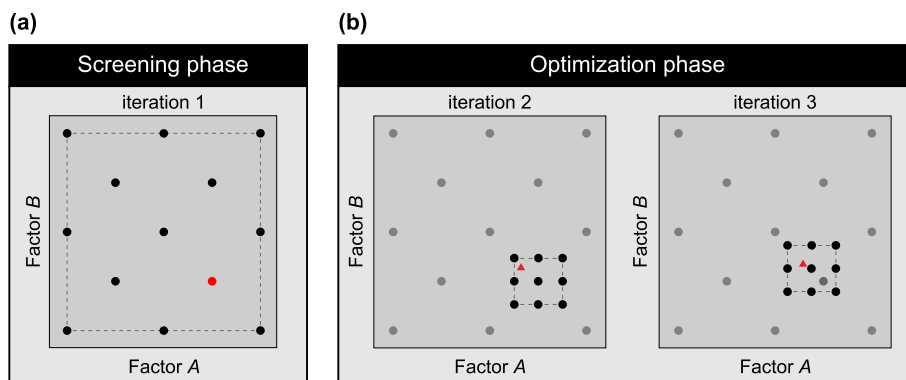 (a)
Screening phase
iteration 1
Factor B
Factor A
(b)
Optimization phase
iteration 2
Factor B
Factor A
iteration 3
Factor B
Factor A